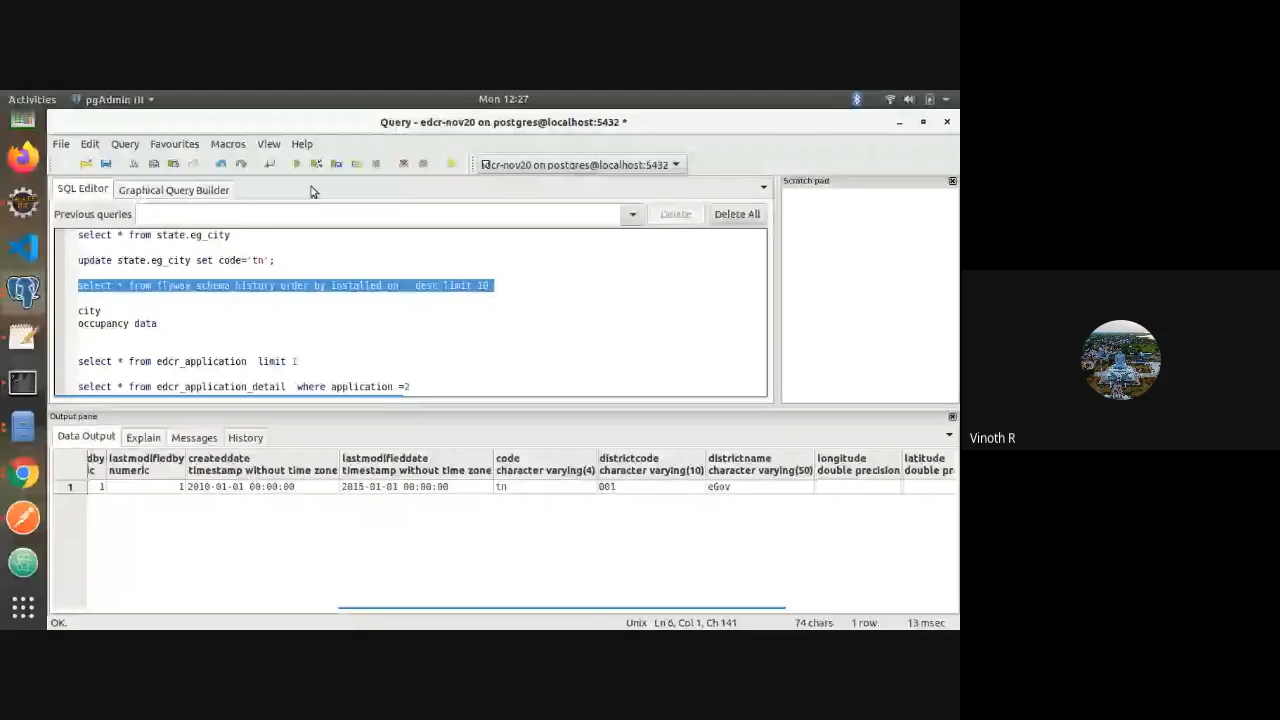 Activities pgAdmin III Mon 12:27
Query - edcr-nov20 on postgres@localhost:5432 *
File Edit Query Favourites Macros View Help
edcr-nov20 on postgres@localhost:5432
SQL Editor Graphical Query Builder
Scratch pad
Previous queries Delete Delete All
select * from state.eg_city
update state.eg_city set code='tn';
select * from flyway_schema_history order by installed_on desc limit 10
city
occupancy data
select * from edcr_application limit
select * from edcr_application_detail where application =2
Output pane
Data Output Explain Messages History
dby lastmodifiedby createddate lastmodifieddate code districtcode districtname longitude latitude
ic numeric timestamp without time zone timestamp without time zone character varying(4) character varying(10) character varying(50) double precision double pr
1 1 1 2010-01-01 00:00:00 2015-01-01 00:00:00 tn 001 eGov
OK. Unix Ln 6, Col 1, Ch 141 74 chars 1 row 13 msec
Vinoth R